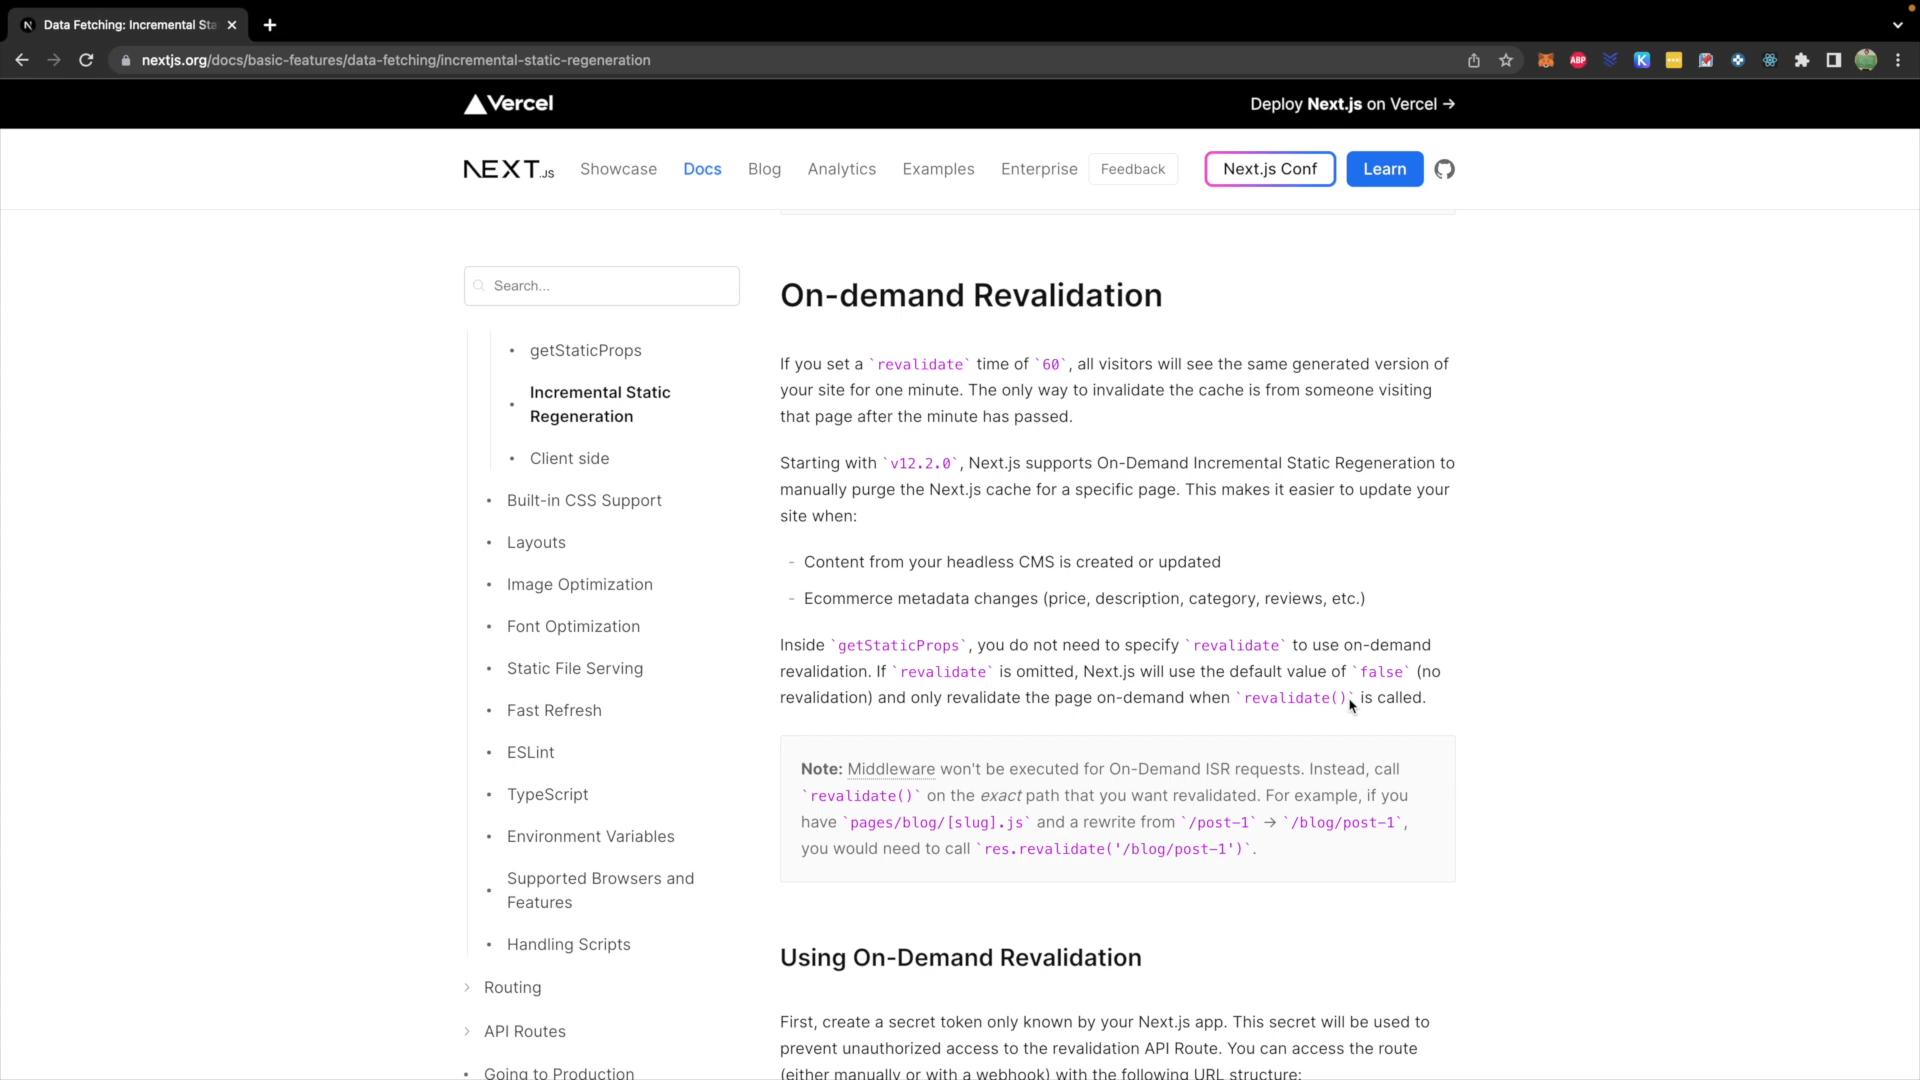 Data Fetching: Incremental Sta
nextjs.org/docs/basic-features/data-fetching/incremental-static-regeneration
ABP
K
Vercel
Deploy Next.js on Vercel →
NEXT.JS
Showcase
Docs
Blog
Analytics
Examples
Enterprise
Feedback
Next.js Conf
Learn
Search...
• getStaticProps
• Incremental Static
Regeneration
• Client side
• Built-in CSS Support
• Layouts
• Image Optimization
• Font Optimization
• Static File Serving
• Fast Refresh
• ESLint
• TypeScript
• Environment Variables
• Supported Browsers and
Features
• Handling Scripts
Routing
API Routes
• Going to Production
On-demand Revalidation
If you set a `revalidate` time of `60`, all visitors will see the same generated version of
your site for one minute. The only way to invalidate the cache is from someone visiting
that page after the minute has passed.
Starting with `v12.2.0`, Next.js supports On-Demand Incremental Static Regeneration to
manually purge the Next.js cache for a specific page. This makes it easier to update your
site when:
- Content from your headless CMS is created or updated
- Ecommerce metadata changes (price, description, category, reviews, etc.)
Inside `getStaticProps`, you do not need to specify `revalidate` to use on-demand
revalidation. If `revalidate` is omitted, Next.js will use the default value of `false` (no
revalidation) and only revalidate the page on-demand when `revalidate()` is called.
Note: Middleware won't be executed for On-Demand ISR requests. Instead, call
`revalidate()` on the exact path that you want revalidated. For example, if you
have `pages/blog/[slug].js` and a rewrite from `/post-1` → `/blog/post-1`,
you would need to call `res.revalidate('/blog/post-1')`.
Using On-Demand Revalidation
First, create a secret token only known by your Next.js app. This secret will be used to
prevent unauthorized access to the revalidation API Route. You can access the route
(either manually or with a webhook) with the following URL structure: